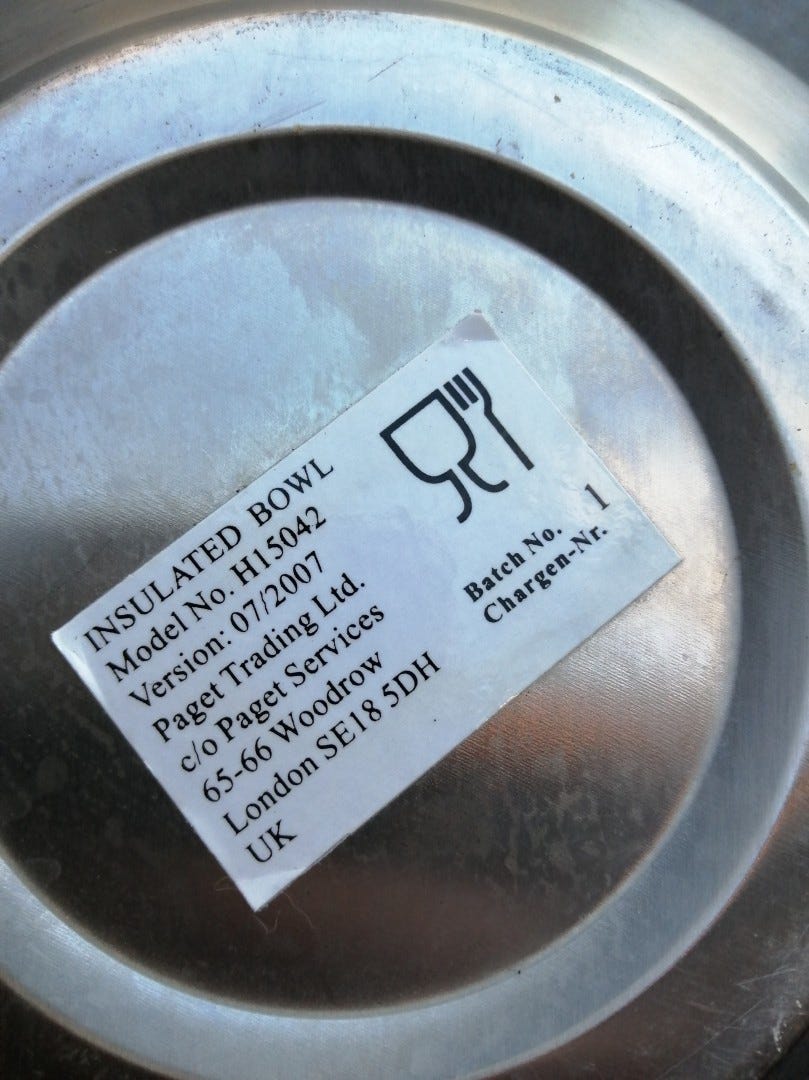 INSULATED BOWL
Model No. H15042
Version: 07/2007
Paget Trading Ltd.
c/o Paget Services
65-66 Woodrow
London SE18 5DH
UK
Batch No. 1
Chargen-Nr.